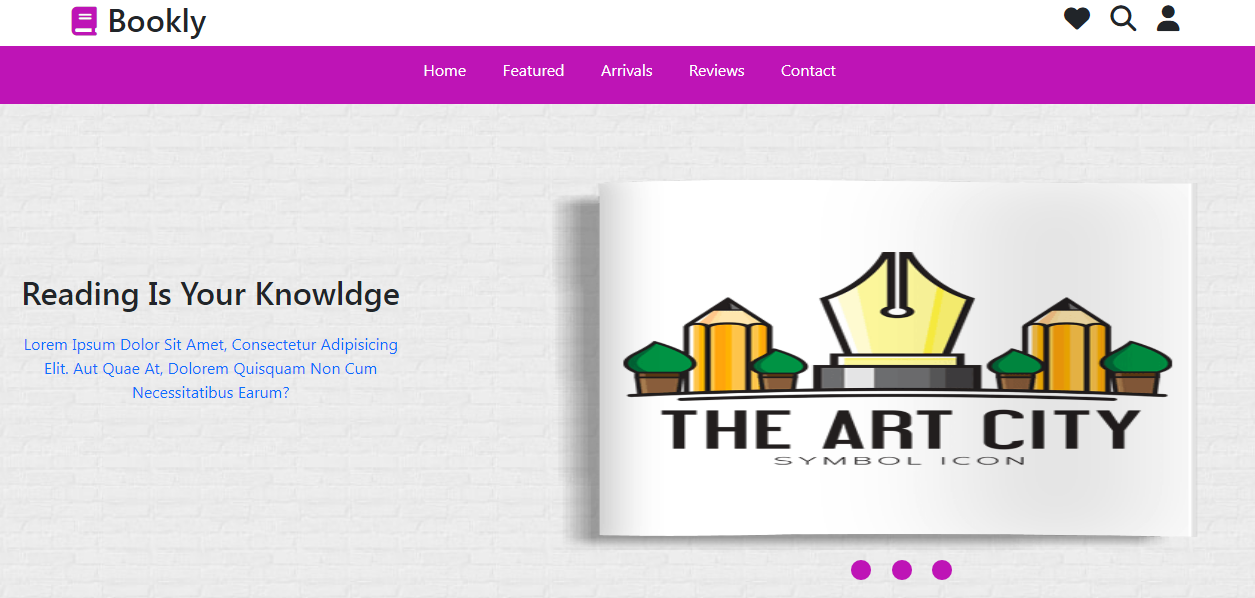 Bookly
Home Featured Arrivals Reviews Contact
Reading Is Your Knowldge
Lorem Ipsum Dolor Sit Amet, Consectetur Adipisicing
Elit. Aut Quae At, Dolorem Quisquam Non Cum
Necessitatibus Earum?
THE ART CITY
SYMBOL ICON